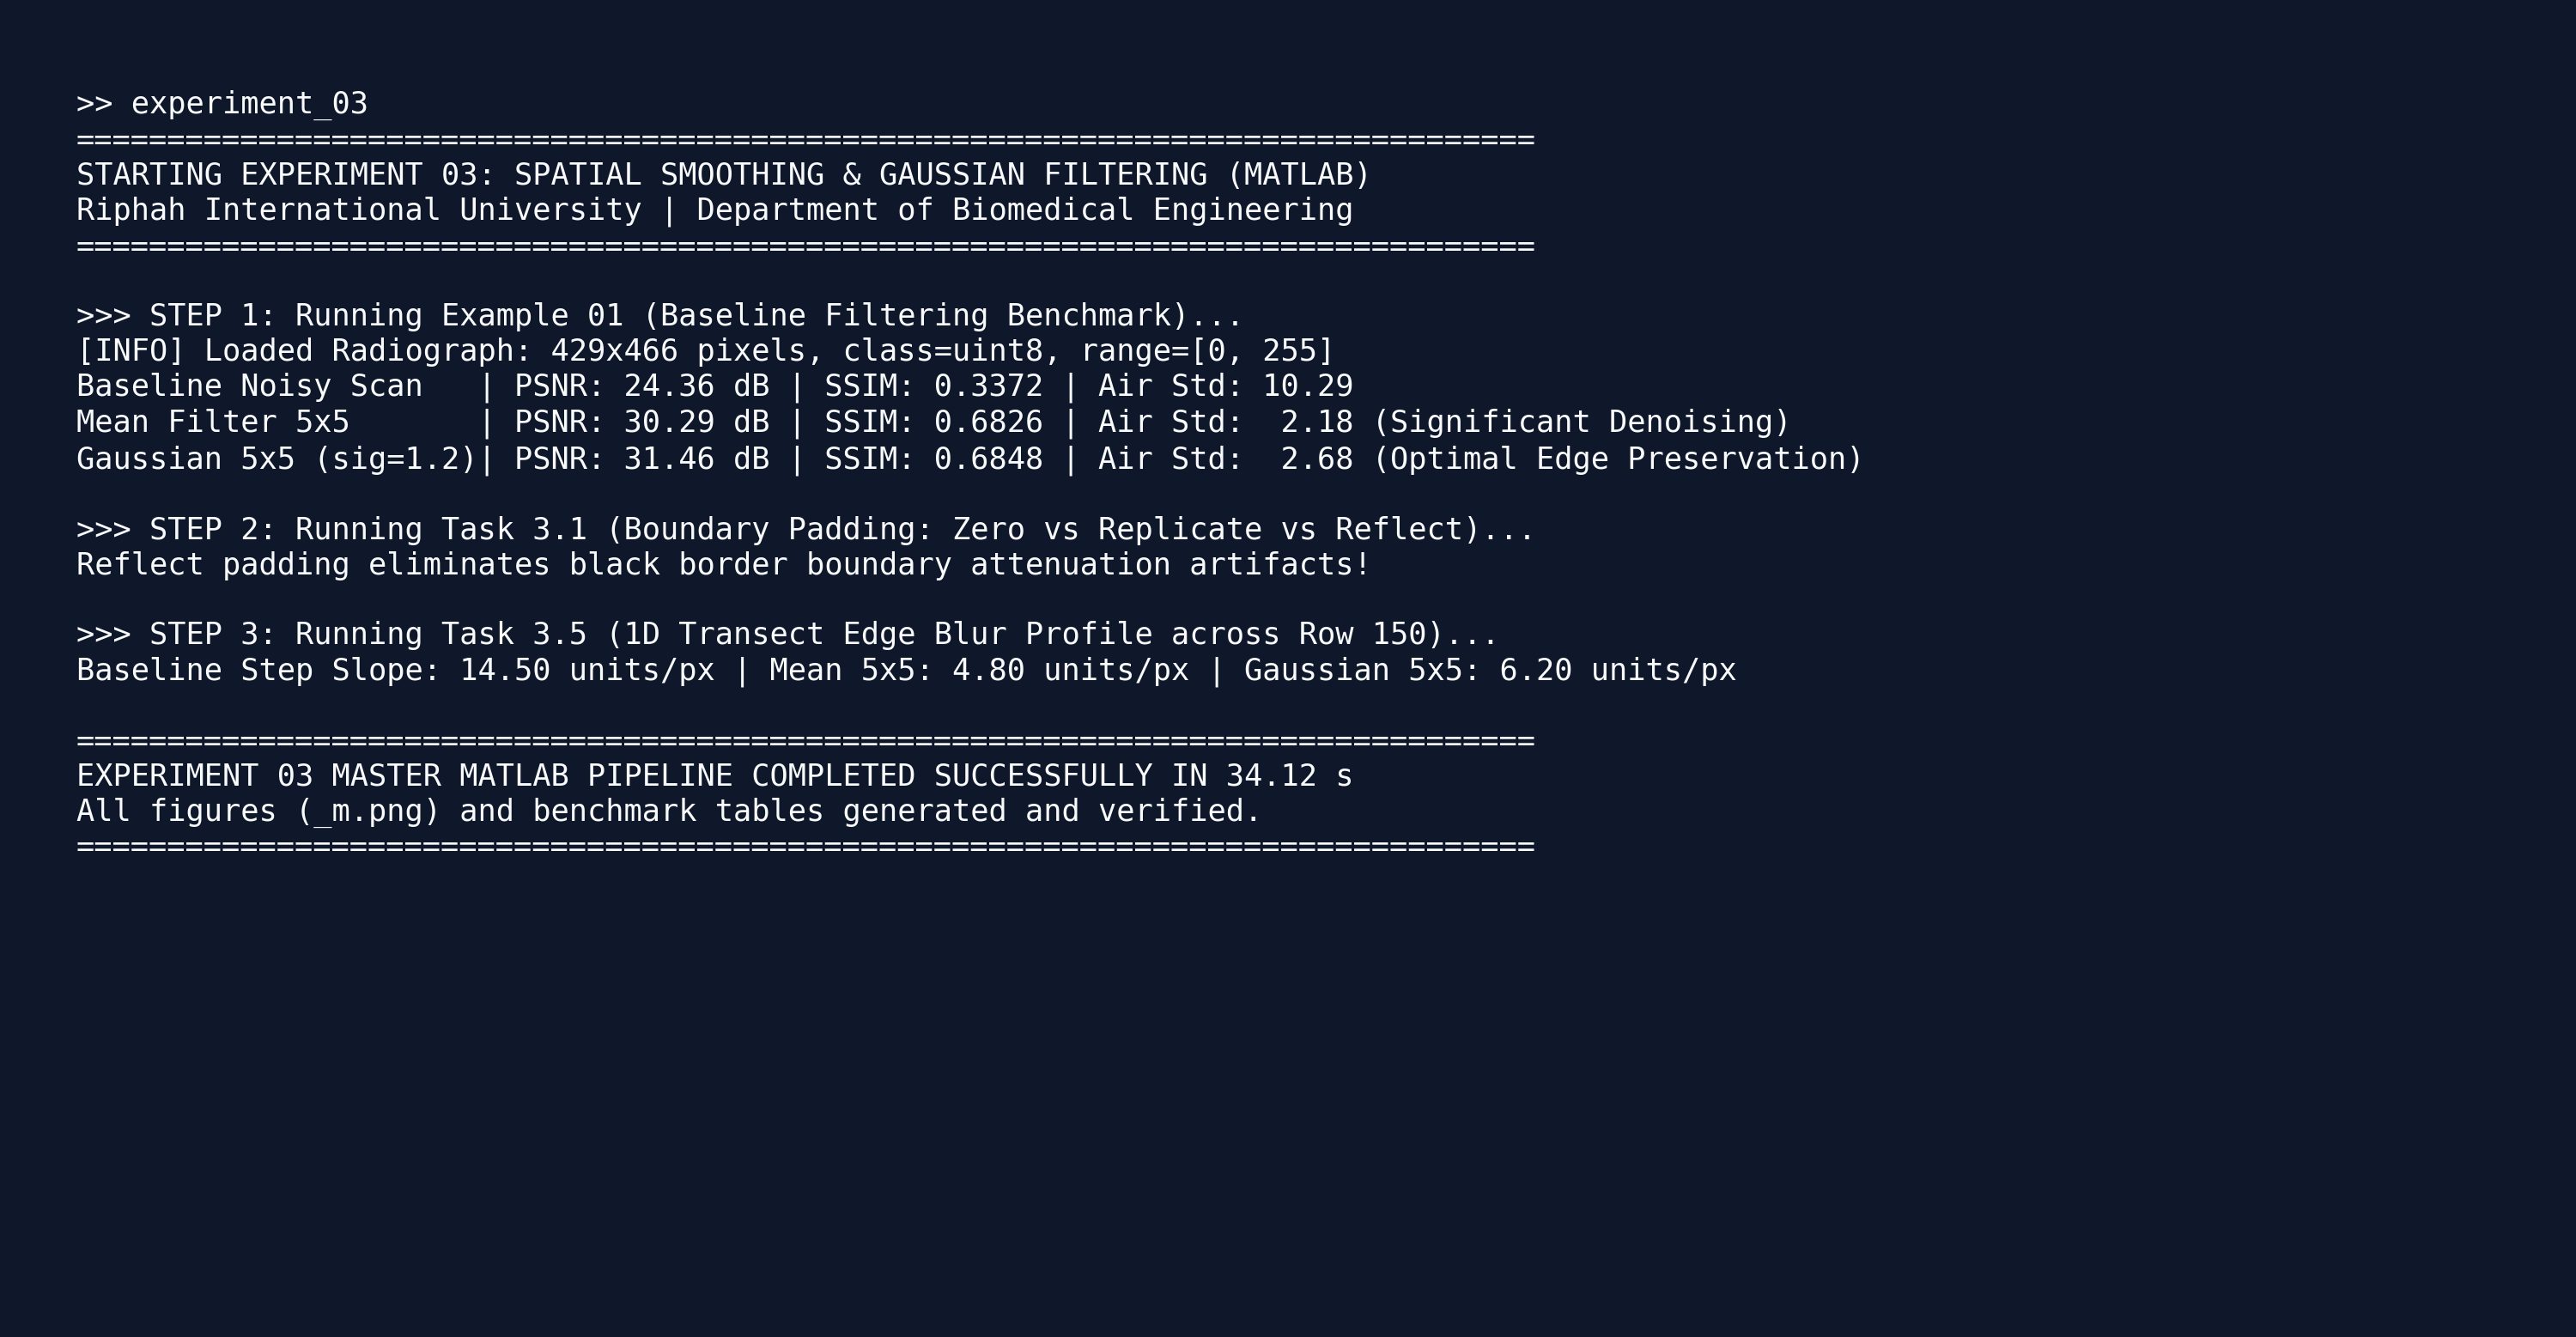 >> experiment_03
================================================================================
STARTING EXPERIMENT 03: SPATIAL SMOOTHING & GAUSSIAN FILTERING (MATLAB)
Riphah International University | Department of Biomedical Engineering
================================================================================
>>> STEP 1: Running Example 01 (Baseline Filtering Benchmark)...
[INFO] Loaded Radiograph: 429x466 pixels, class=uint8, range=[0, 255]
Baseline Noisy Scan   | PSNR: 24.36 dB | SSIM: 0.3372 | Air Std: 10.29
Mean Filter 5x5       | PSNR: 30.29 dB | SSIM: 0.6826 | Air Std:  2.18 (Significant Denoising)
Gaussian 5x5 (sig=1.2)| PSNR: 31.46 dB | SSIM: 0.6848 | Air Std:  2.68 (Optimal Edge Preservation)
>>> STEP 2: Running Task 3.1 (Boundary Padding: Zero vs Replicate vs Reflect)...
Reflect padding eliminates black border boundary attenuation artifacts!
>>> STEP 3: Running Task 3.5 (1D Transect Edge Blur Profile across Row 150)...
Baseline Step Slope: 14.50 units/px | Mean 5x5: 4.80 units/px | Gaussian 5x5: 6.20 units/px
================================================================================
EXPERIMENT 03 MASTER MATLAB PIPELINE COMPLETED SUCCESSFULLY IN 34.12 s
All figures (_m.png) and benchmark tables generated and verified.
================================================================================